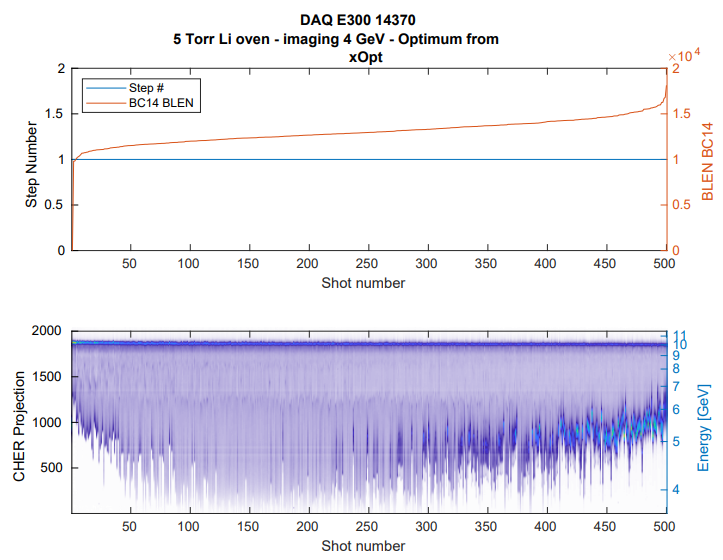 DAQ E300 14370
5 Torr Li oven - imaging 4 GeV - Optimum from
xOpt
×10⁴
2
1.5
1
0.5
0
Step Number
Step #
BC14 BLEN
2
1.5
1
0.5
0
BLEN BC14
50 100 150 200 250 300 350 400 450 500
Shot number
2000
1500
1000
500
CHER Projection
11
10
9
8
7
6
5
4
Energy [GeV]
50 100 150 200 250 300 350 400 450 500
Shot number